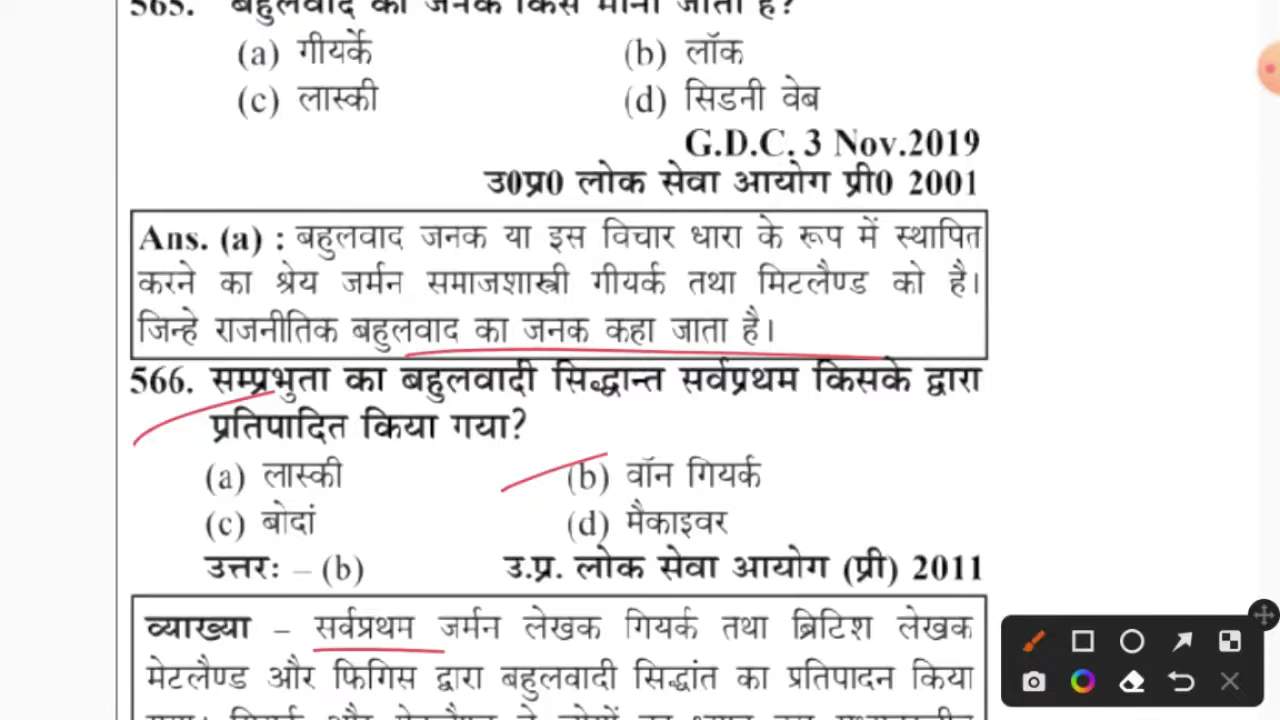 565. बहुलवाद का जनक किसे माना जाता है?
(a) गीयर्के (b) लॉक
(c) लास्की (d) सिडनी वेब
G.D.C. 3 Nov.2019
उ0प्र0 लोक सेवा आयोग प्री0 2001
Ans. (a) : बहुलवाद जनक या इस विचार धारा के रूप में स्थापित
करने का श्रेय जर्मन समाजशास्त्री गीयर्क तथा मिटलैण्ड को है।
जिन्हे राजनीतिक बहुलवाद का जनक कहा जाता है।
566. सम्प्रभुता का बहुलवादी सिद्धान्त सर्वप्रथम किसके द्वारा
प्रतिपादित किया गया?
(a) लास्की (b) वॉन गियर्क
(c) बोदां (d) मैकाइवर
उत्तरः – (b) उ.प्र. लोक सेवा आयोग (प्री) 2011
व्याख्या – सर्वप्रथम जर्मन लेखक गियर्क तथा ब्रिटिश लेखक
मेटलैण्ड और फिगिस द्वारा बहुलवादी सिद्धांत का प्रतिपादन किया